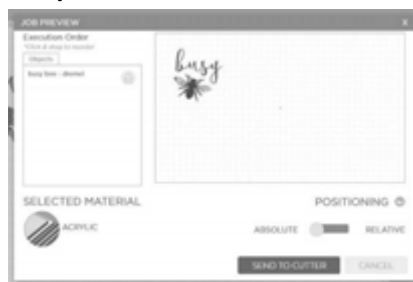 JOB PREVIEW X
Execution Order
*Click & drag to reorder
Objects
busy bee -
busy
SELECTED MATERIAL
ACRYLIC
POSITIONING
ABSOLUTE RELATIVE
SEND TO CUTTER CANCEL